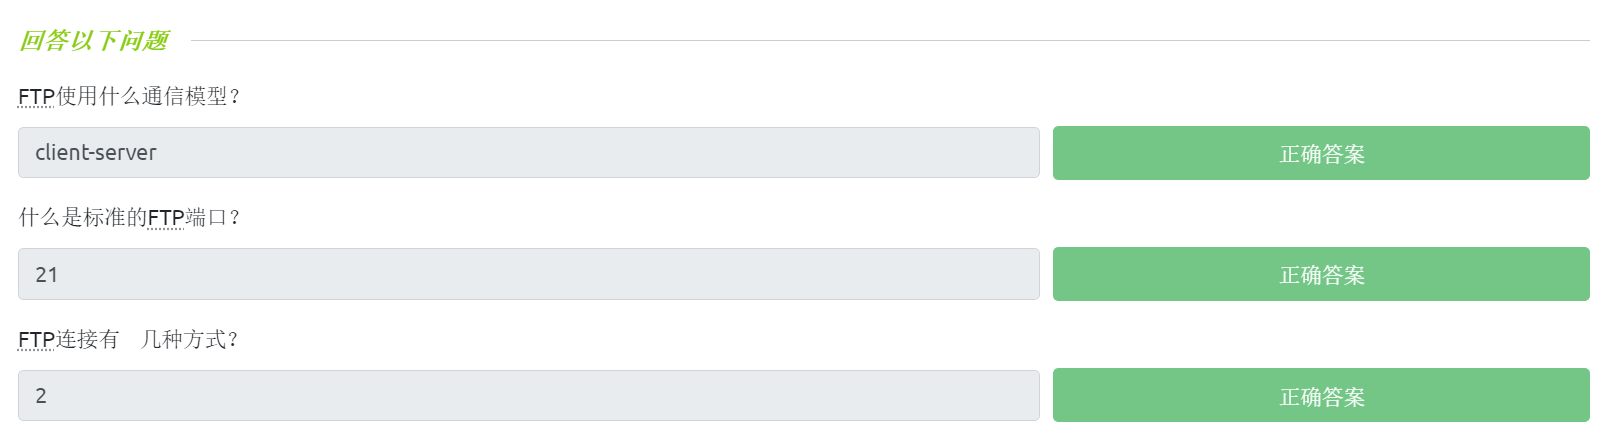 回答以下问题
FTP使用什么通信模型?
client-server
正确答案
什么是标准的FTP端口?
21
正确答案
FTP连接有 几种方式?
2
正确答案